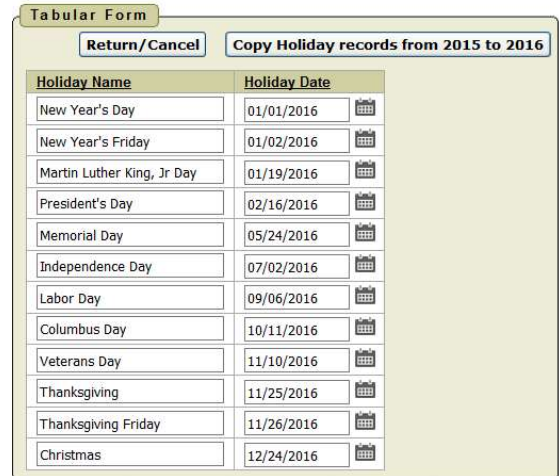 Tabular Form
Return/Cancel Copy Holiday records from 2015 to 2016
Holiday Name Holiday Date
New Year's Day 01/01/2016
New Year's Friday 01/02/2016
Martin Luther King, Jr Day 01/19/2016
President's Day 02/16/2016
Memorial Day 05/24/2016
Independence Day 07/02/2016
Labor Day 09/06/2016
Columbus Day 10/11/2016
Veterans Day 11/10/2016
Thanksgiving 11/25/2016
Thanksgiving Friday 11/26/2016
Christmas 12/24/2016